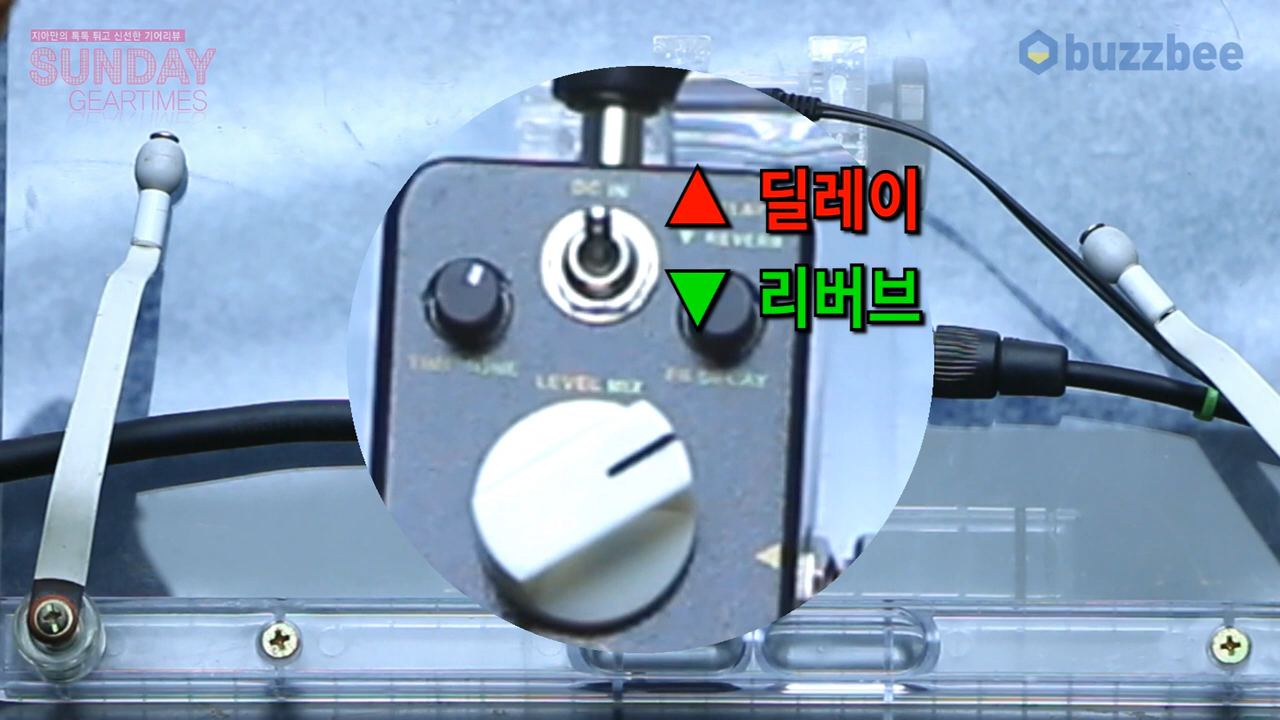 지아만의 톡톡 튀고 신선한 기어리뷰
SUNDAY
GEARTIMES
buzzbee
DC IN
▲ 딜레이
▼ REVERB
▼ 리버브
LEVEL MIX
DECAY